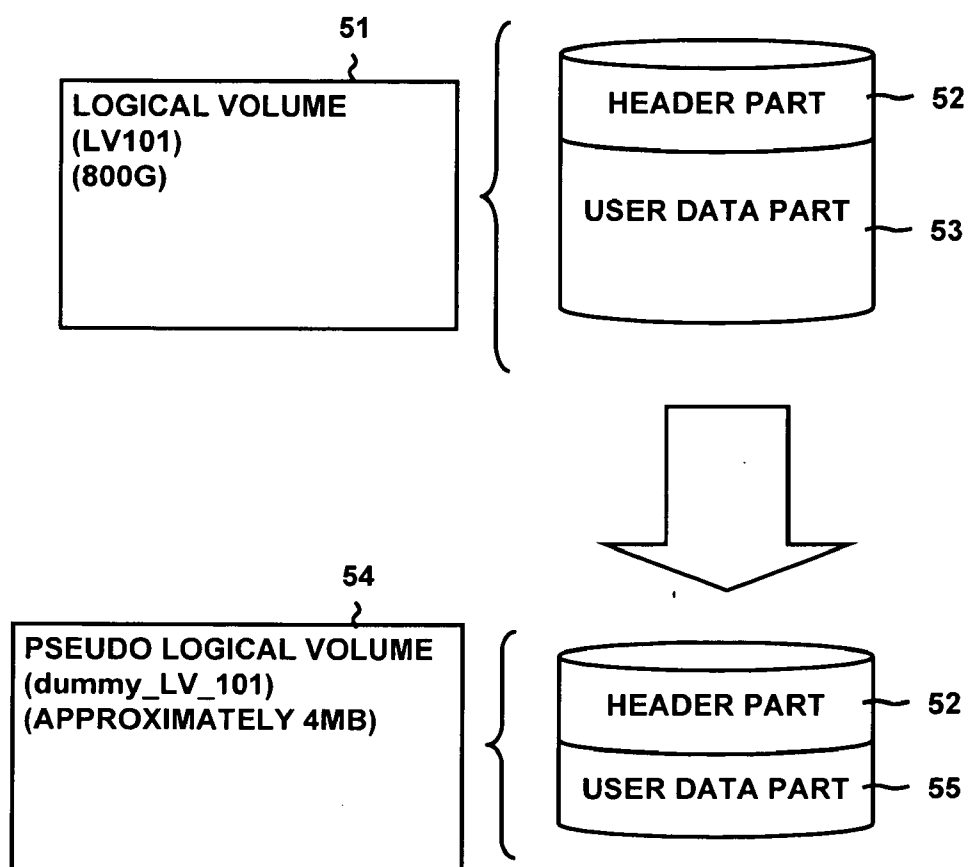 51
LOGICAL VOLUME
(LV101)
(800G)
HEADER PART
52
USER DATA PART
53
54
PSEUDO LOGICAL VOLUME
(dummy_LV_101)
(APPROXIMATELY 4MB)
HEADER PART
52
USER DATA PART
55